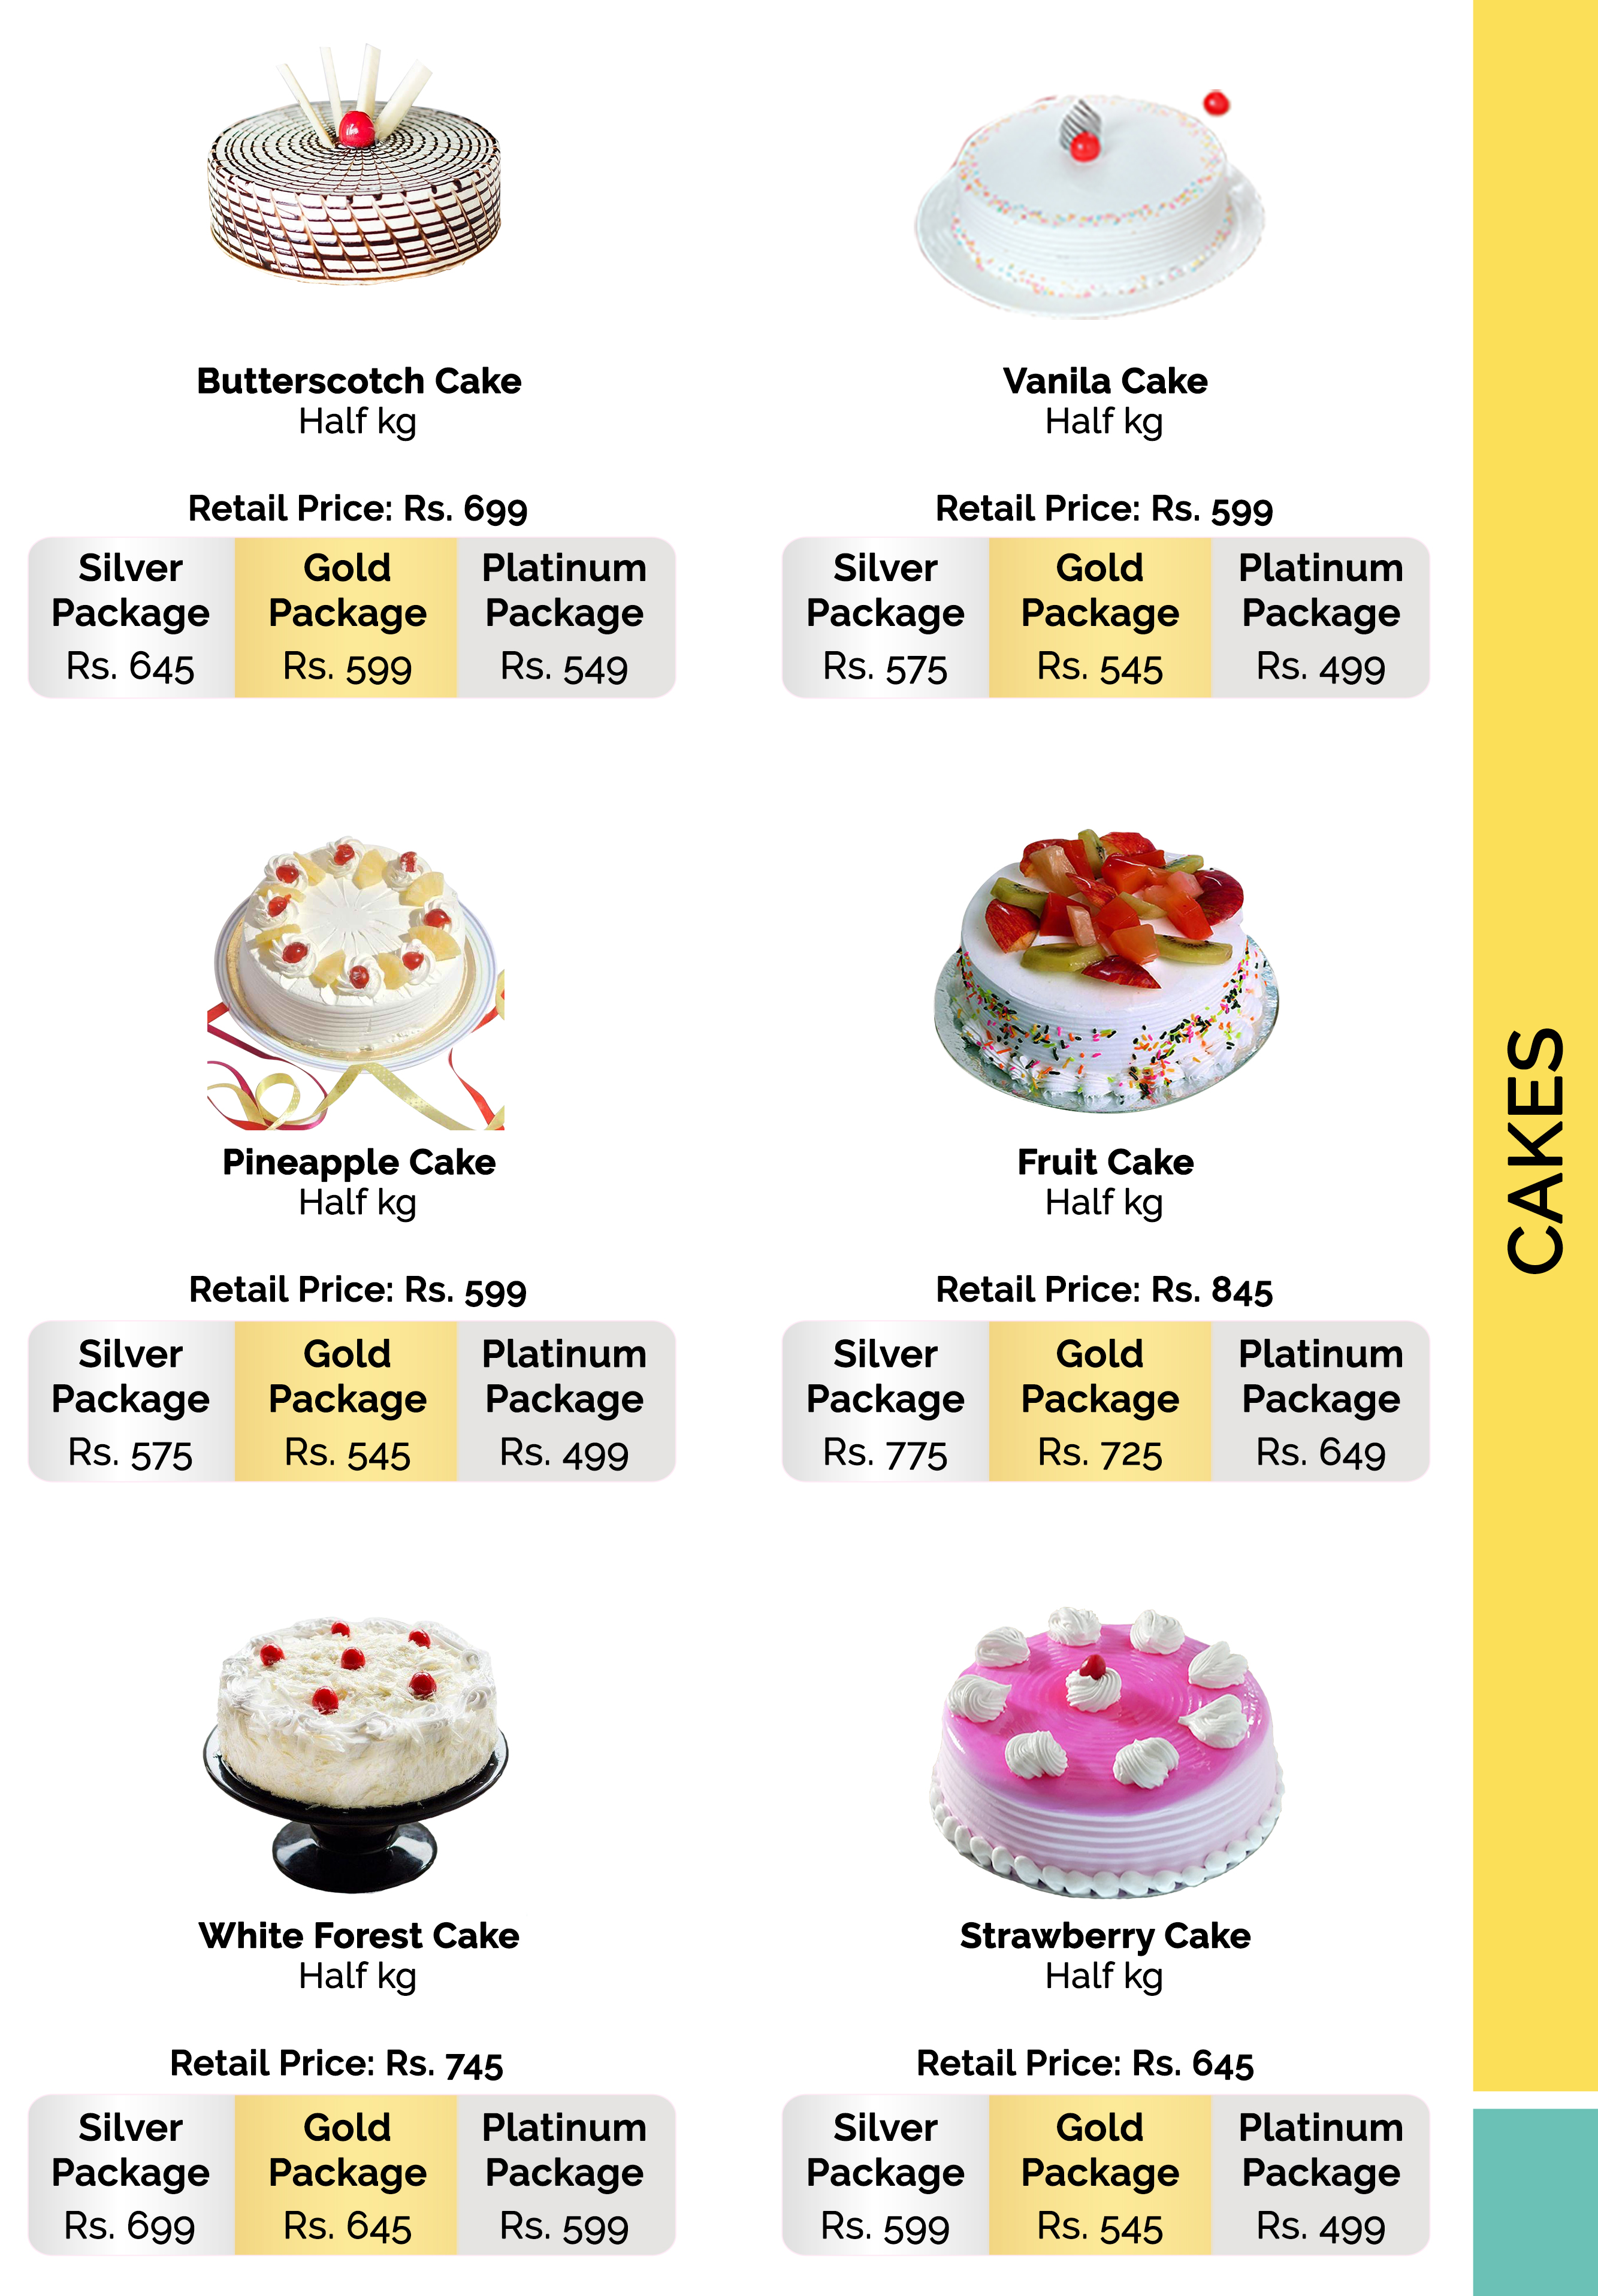 Butterscotch Cake
Half kg
Retail Price: Rs. 699
Silver Package
Gold Package
Platinum Package
Rs. 645
Rs. 599
Rs. 549
Vanila Cake
Half kg
Retail Price: Rs. 599
Silver Package
Gold Package
Platinum Package
Rs. 575
Rs. 545
Rs. 499
Pineapple Cake
Half kg
Retail Price: Rs. 599
Silver Package
Gold Package
Platinum Package
Rs. 575
Rs. 545
Rs. 499
Fruit Cake
Half kg
Retail Price: Rs. 845
Silver Package
Gold Package
Platinum Package
Rs. 775
Rs. 725
Rs. 649
White Forest Cake
Half kg
Retail Price: Rs. 745
Silver Package
Gold Package
Platinum Package
Rs. 699
Rs. 645
Rs. 599
Strawberry Cake
Half kg
Retail Price: Rs. 645
Silver Package
Gold Package
Platinum Package
Rs. 599
Rs. 545
Rs. 499
CAKES